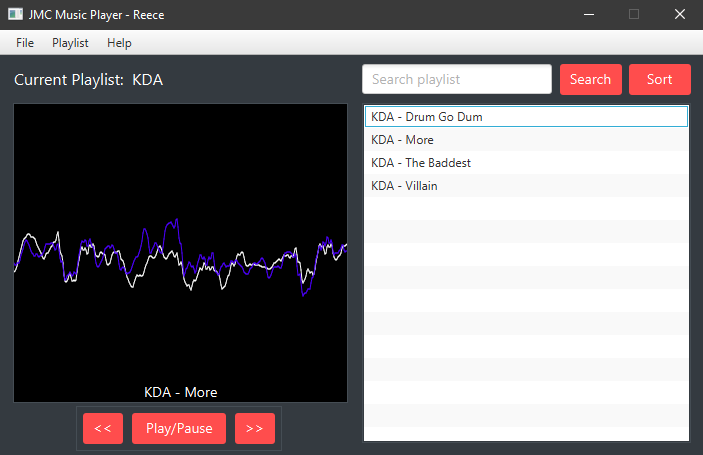 JMC Music Player - Reece
File Playlist Help
Current Playlist: KDA
Search playlist Search Sort
KDA - Drum Go Dum
KDA - More
KDA - The Baddest
KDA - Villain
KDA - More
<< Play/Pause >>